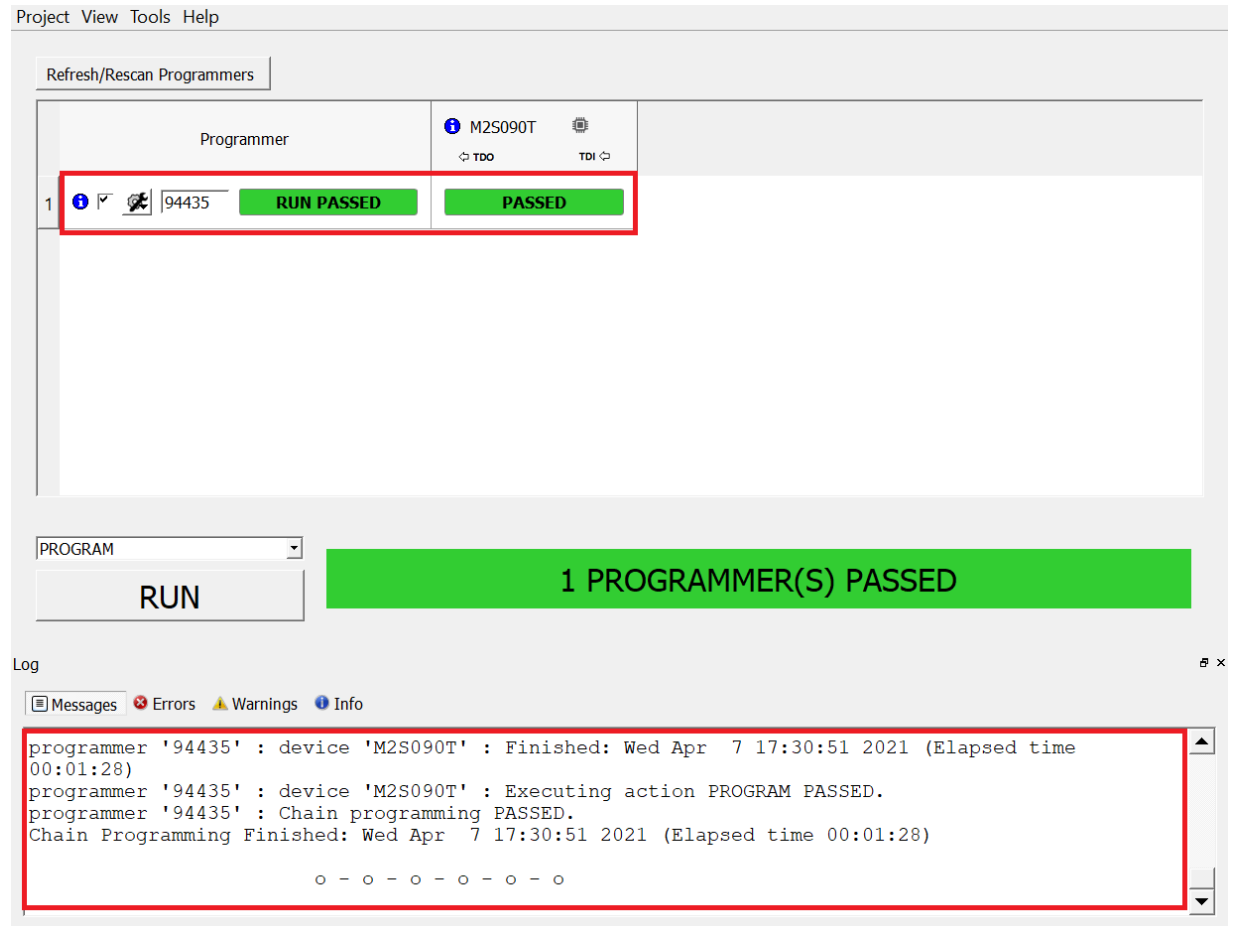 Project View Tools Help
Refresh/Rescan Programmers
Programmer
M2S090T
TDO TDI
1 94435 RUN PASSED PASSED
PROGRAM
RUN
1 PROGRAMMER(S) PASSED
Log
Messages Errors Warnings Info
programmer '94435' : device 'M2S090T' : Finished: Wed Apr  7 17:30:51 2021 (Elapsed time
00:01:28)
programmer '94435' : device 'M2S090T' : Executing action PROGRAM PASSED.
programmer '94435' : Chain programming PASSED.
Chain Programming Finished: Wed Apr  7 17:30:51 2021 (Elapsed time 00:01:28)
o - o - o - o - o - o